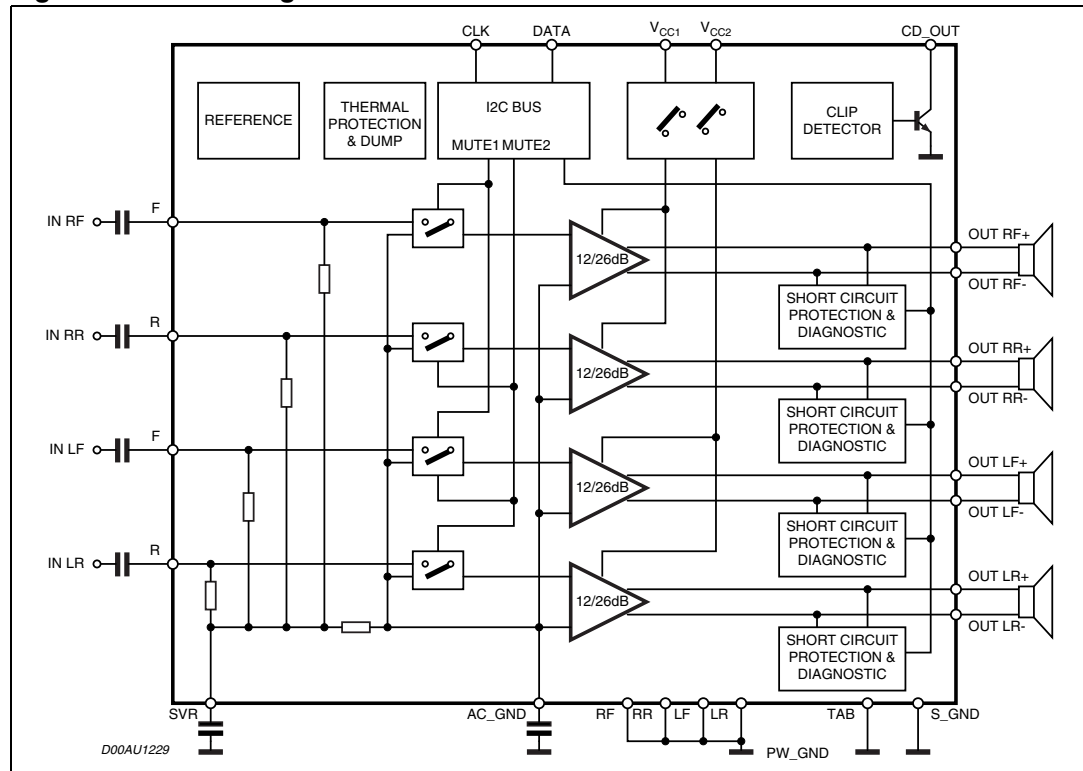 CLK DATA VCC1 VCC2 CD_OUT
REFERENCE
THERMAL
PROTECTION
& DUMP
I2C BUS
MUTE1 MUTE2
CLIP
DETECTOR
IN RF F
12/26dB
OUT RF+
OUT RF-
SHORT CIRCUIT
PROTECTION &
DIAGNOSTIC
IN RR R
12/26dB
OUT RR+
OUT RR-
SHORT CIRCUIT
PROTECTION &
DIAGNOSTIC
IN LF F
12/26dB
OUT LF+
OUT LF-
SHORT CIRCUIT
PROTECTION &
DIAGNOSTIC
IN LR R
12/26dB
OUT LR+
OUT LR-
SHORT CIRCUIT
PROTECTION &
DIAGNOSTIC
SVR AC_GND RF RR LF LR TAB S_GND
PW_GND
D00AU1229